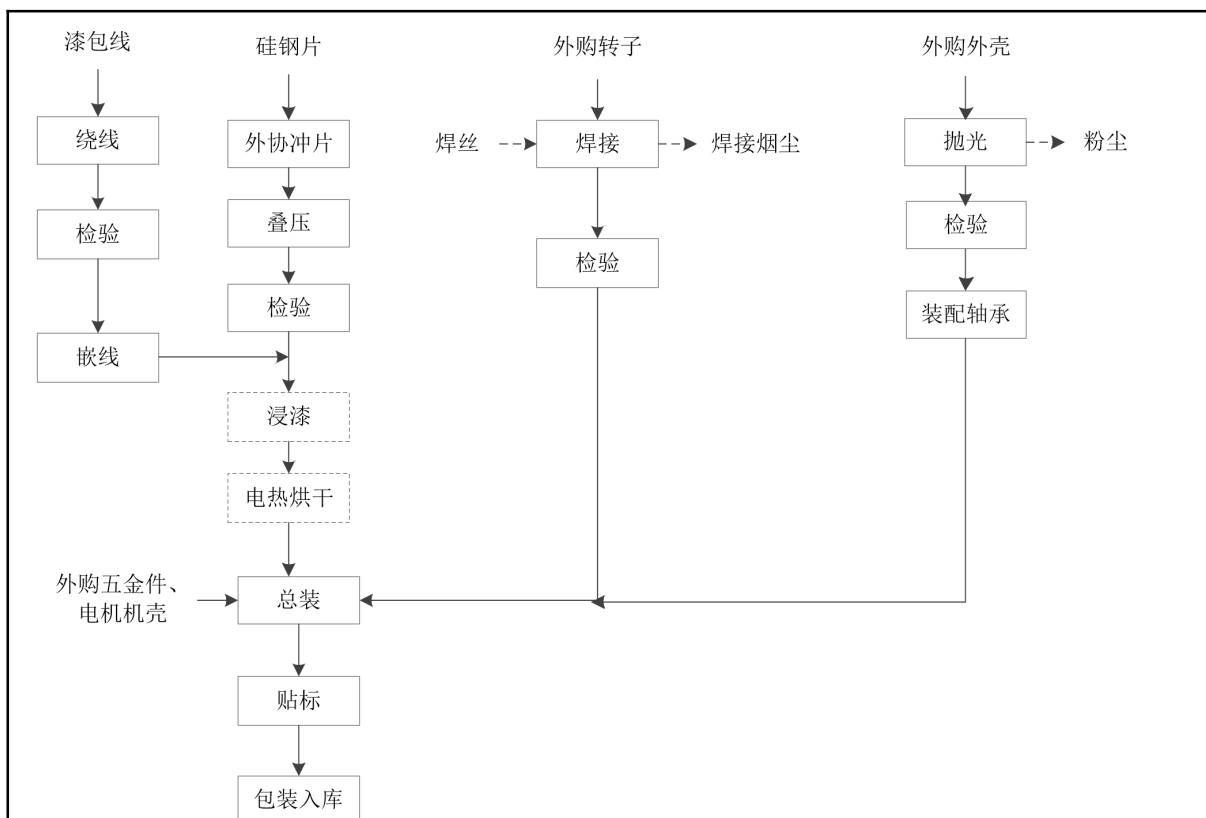 漆包线
硅钢片
外购转子
外购外壳
绕线
外协冲片
焊丝
焊接
焊接烟尘
抛光
粉尘
叠压
检验
检验
检验
检验
装配轴承
嵌线
浸漆
电热烘干
外购五金件、
电机机壳
总装
贴标
包装入库